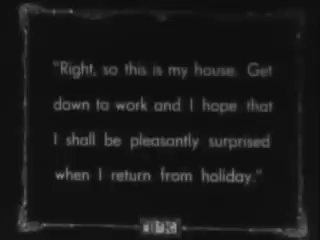 "Right, so this is my house. Get
down to work and I hope that
I shall be pleasantly surprised
when I return from holiday."